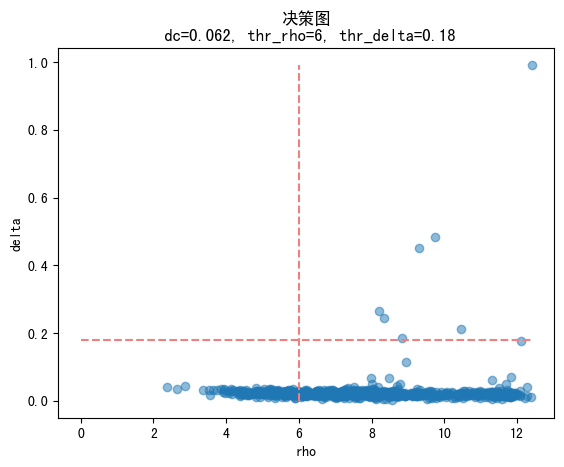 决策图
dc=0.062, thr_rho=6, thr_delta=0.18
1.0
0.8
0.6
0.4
0.2
0.0
delta
0 2 4 6 8 10 12
rho